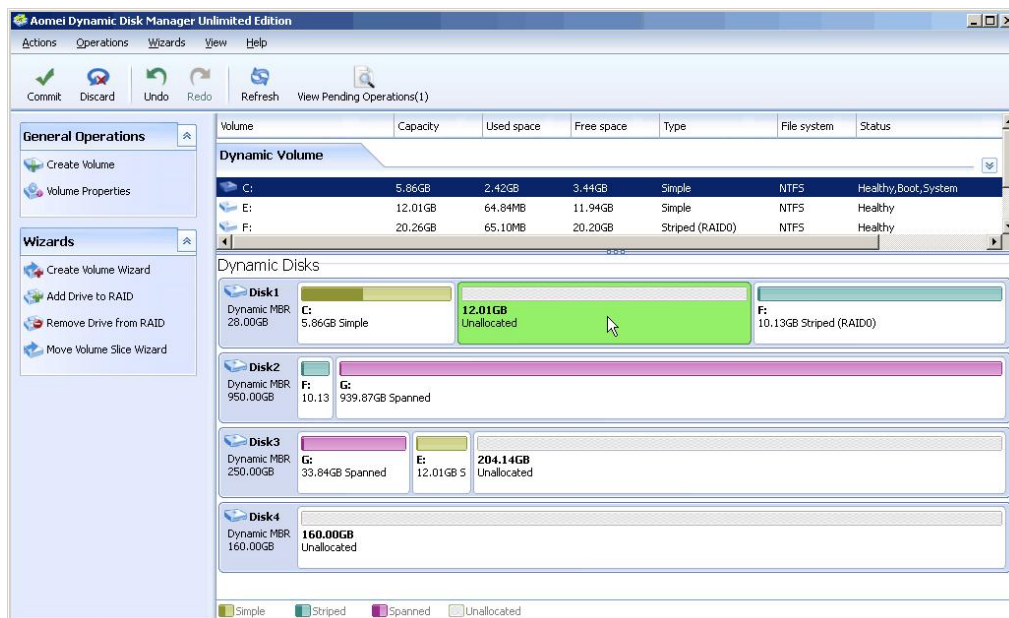 Aomei Dynamic Disk Manager Unlimited Edition
Actions Operations Wizards View Help
Commit Discard Undo Redo Refresh View Pending Operations(1)
General Operations
Create Volume
Volume Properties
Wizards
Create Volume Wizard
Add Drive to RAID
Remove Drive from RAID
Move Volume Slice Wizard
Volume Capacity Used space Free space Type File system Status
Dynamic Volume
C: 5.86GB 2.42GB 3.44GB Simple NTFS Healthy,Boot,System
E: 12.01GB 64.84MB 11.94GB Simple NTFS Healthy
F: 20.26GB 65.10MB 20.20GB Striped (RAID0) NTFS Healthy
Dynamic Disks
Disk1
Dynamic MBR
28.00GB
C:
5.86GB Simple
12.01GB
Unallocated
F:
10.13GB Striped (RAID0)
Disk2
Dynamic MBR
950.00GB
F:
10.13
G:
939.87GB Spanned
Disk3
Dynamic MBR
250.00GB
G:
33.84GB Spanned
E:
12.01GB S
204.14GB
Unallocated
Disk4
Dynamic MBR
160.00GB
160.00GB
Unallocated
Simple Striped Spanned Unallocated